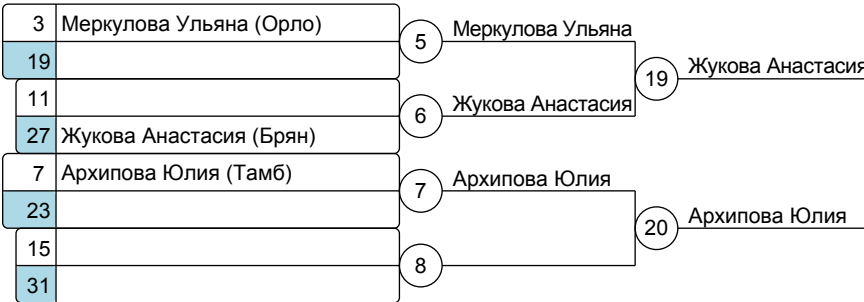 3 Меркулова Ульяна (Орло)
19
11
27 Жукова Анастасия (Брян)
7 Архипова Юлия (Тамб)
23
15
31
5 Меркулова Ульяна
6 Жукова Анастасия
7 Архипова Юлия
8
19 Жукова Анастасия
20 Архипова Юлия